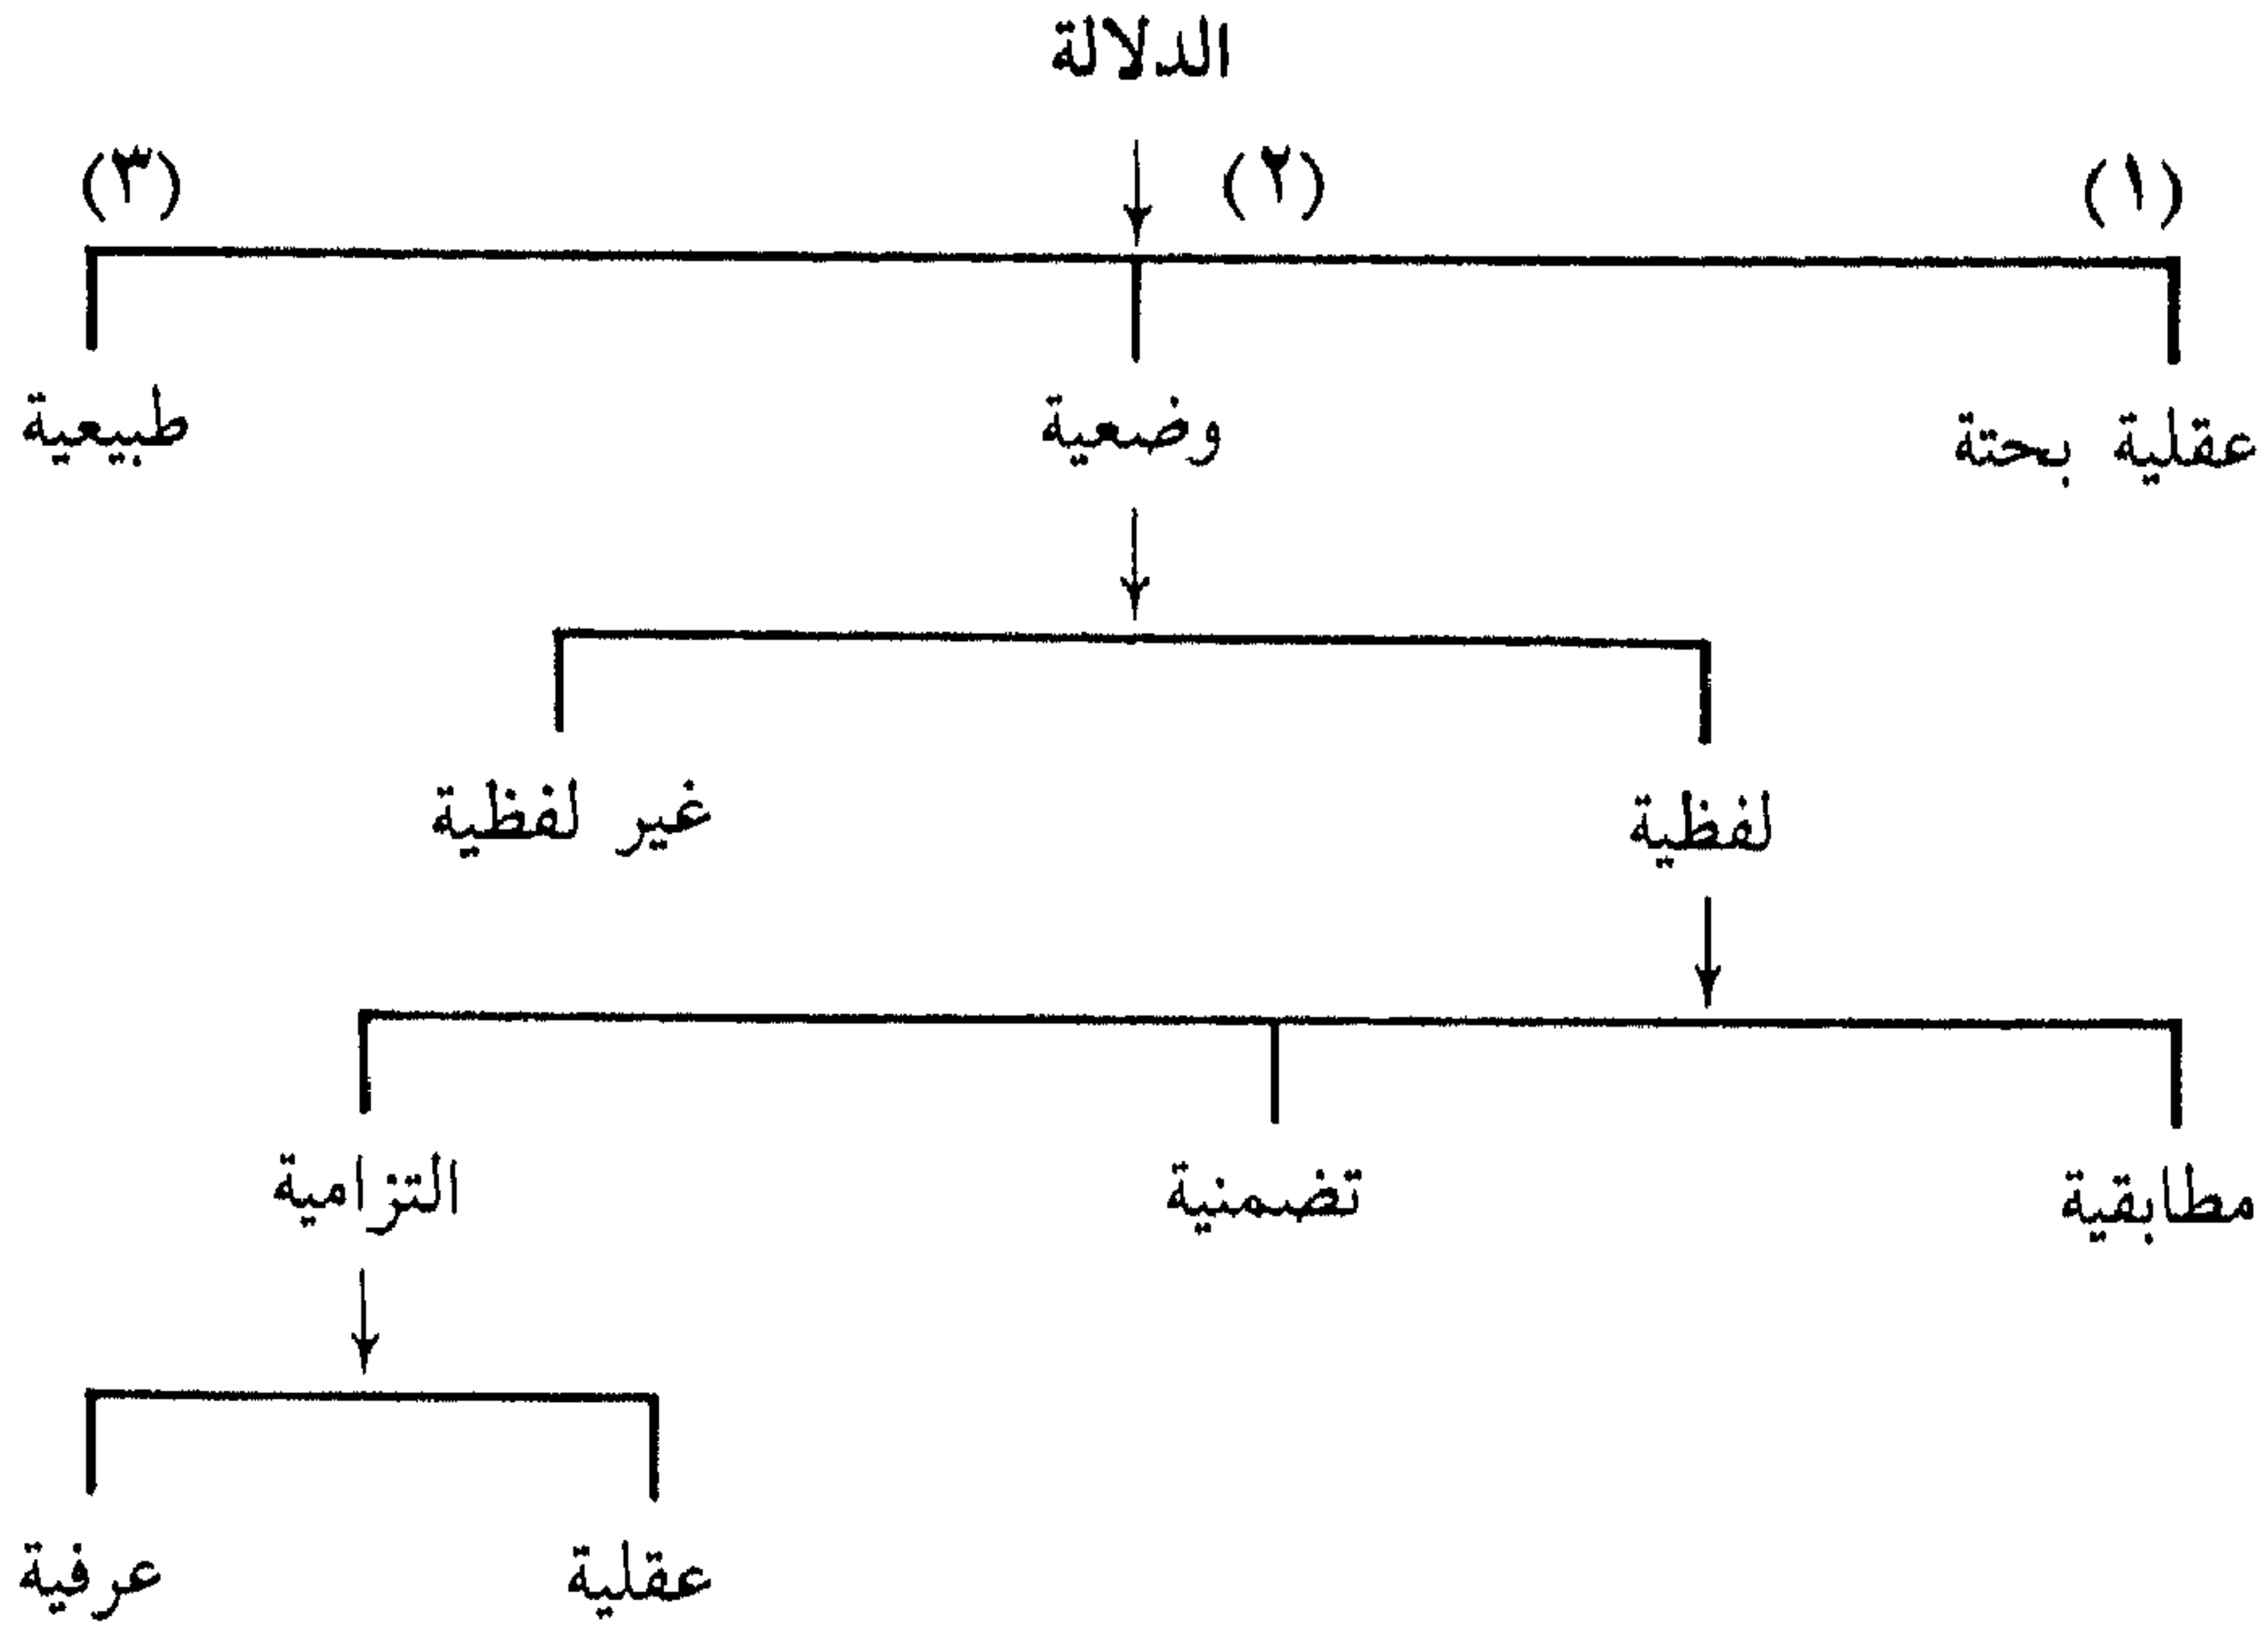 الدلالة
(١) (٢) (٣)
عقلية بحتة وضعية طبيعية
لفظية غير لفظية
مطابقية تضمنية التزامية
عقلية عرفية